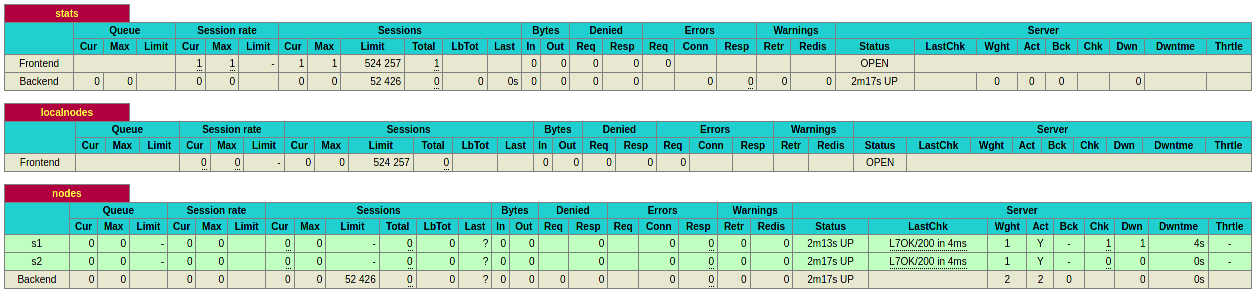 stats
Queue Session rate Sessions Bytes Denied Errors Warnings Server
Cur Max Limit Cur Max Limit Cur Max Limit Total LbTot Last In Out Req Resp Req Conn Resp Retr Redis Status LastChk Wght Act Bck Chk Dwn Dwntme Thrtle
Frontend 1 1 - 1 1 524 257 1 0 0 0 0 0 OPEN
Backend 0 0 0 0 0 0 52 426 0 0 0s 0 0 0 0 0 0 0 0 2m17s UP 0 0 0 0
localnodes
Queue Session rate Sessions Bytes Denied Errors Warnings Server
Cur Max Limit Cur Max Limit Cur Max Limit Total LbTot Last In Out Req Resp Req Conn Resp Retr Redis Status LastChk Wght Act Bck Chk Dwn Dwntme Thrtle
Frontend 0 0 - 0 0 524 257 0 0 0 0 0 0 OPEN
nodes
Queue Session rate Sessions Bytes Denied Errors Warnings Server
Cur Max Limit Cur Max Limit Cur Max Limit Total LbTot Last In Out Req Resp Req Conn Resp Retr Redis Status LastChk Wght Act Bck Chk Dwn Dwntme Thrtle
s1 0 0 - 0 0 0 0 - 0 0 ? 0 0 0 0 0 0 0 2m13s UP L7OK/200 in 4ms 1 Y - 1 1 4s -
s2 0 0 - 0 0 0 0 - 0 0 ? 0 0 0 0 0 0 0 2m17s UP L7OK/200 in 4ms 1 Y - 0 0 0s -
Backend 0 0 0 0 0 0 52 426 0 0 ? 0 0 0 0 0 0 0 0 2m17s UP 2 2 0 0 0s